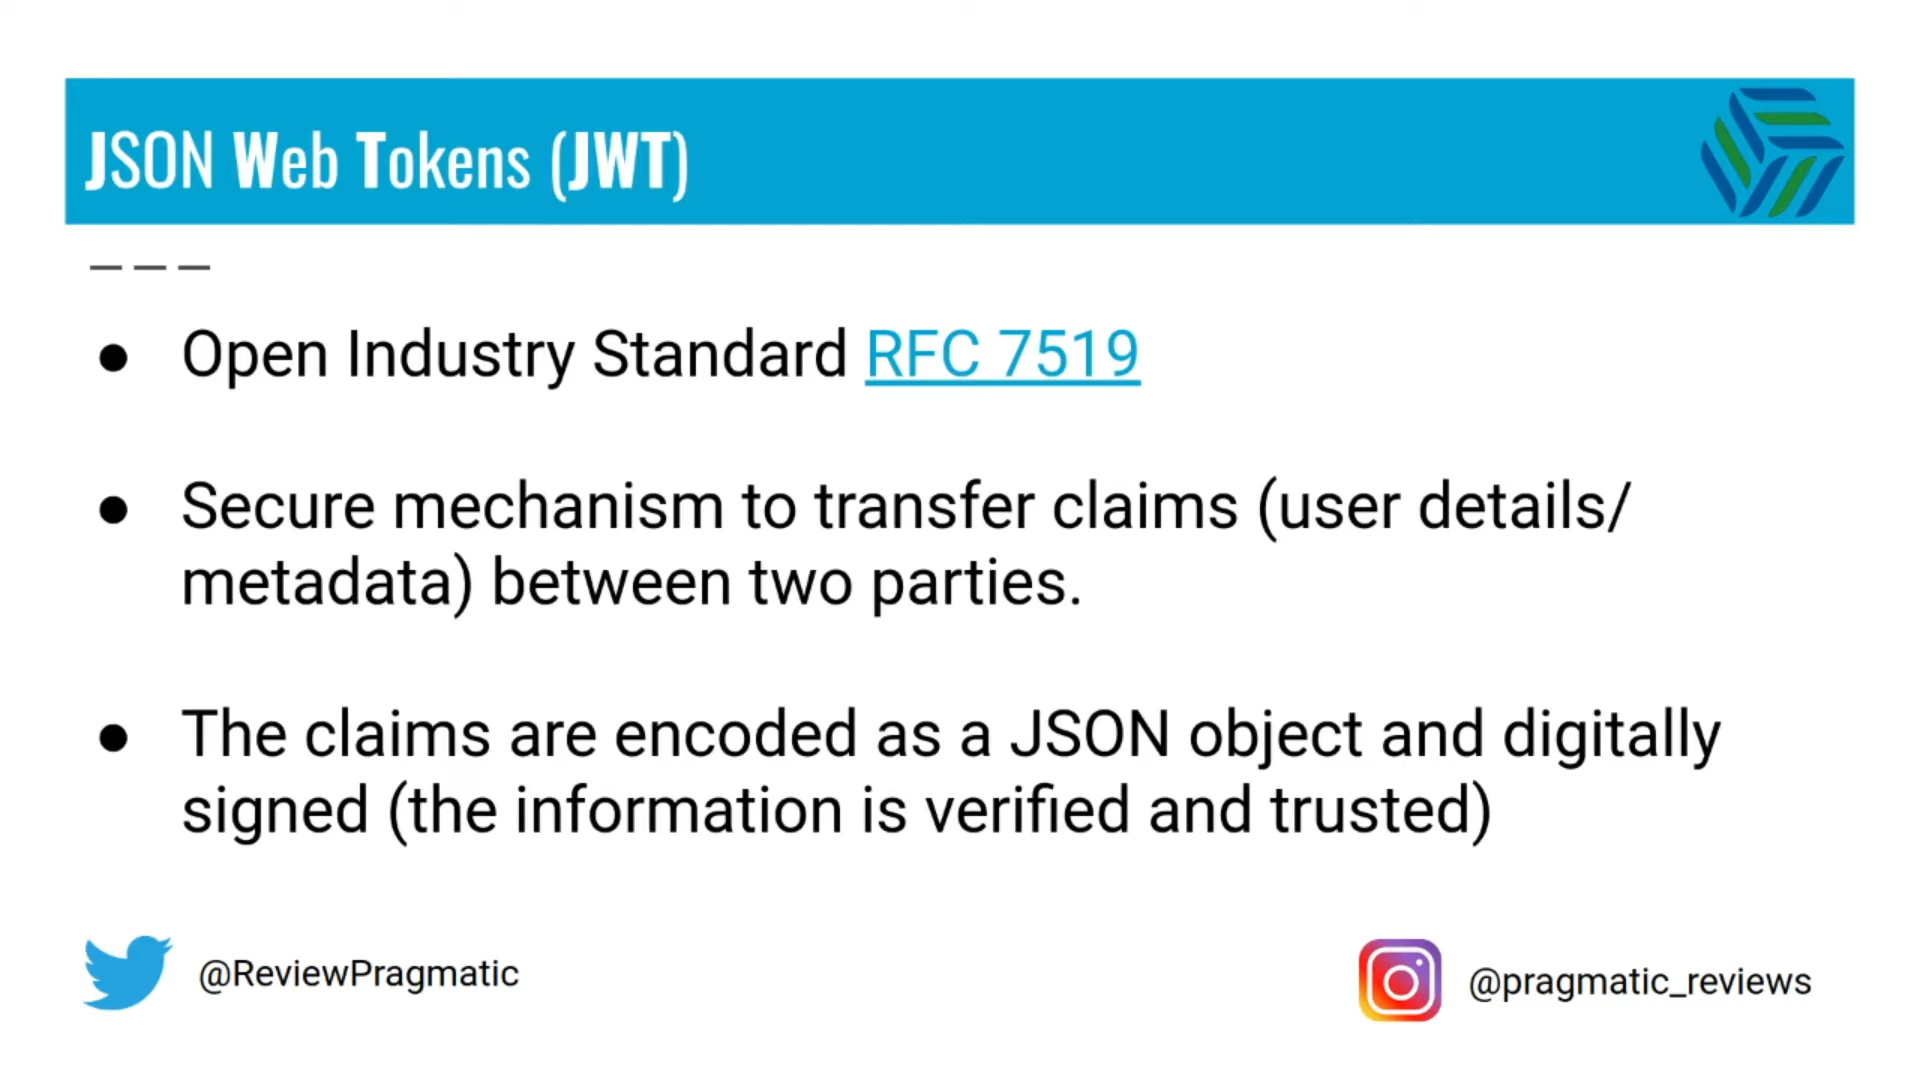 JSON Web Tokens (JWT)
● Open Industry Standard RFC 7519
● Secure mechanism to transfer claims (user details/
metadata) between two parties.
● The claims are encoded as a JSON object and digitally
signed (the information is verified and trusted)
@ReviewPragmatic
@pragmatic_reviews